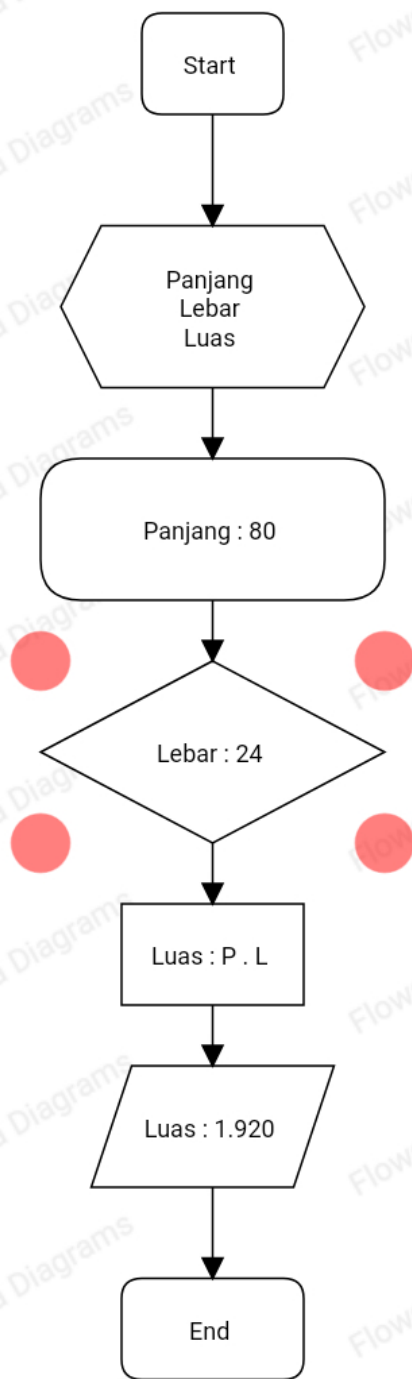 Start
Panjang
Lebar
Luas
Panjang : 80
Lebar : 24
Luas : P . L
Luas : 1.920
End